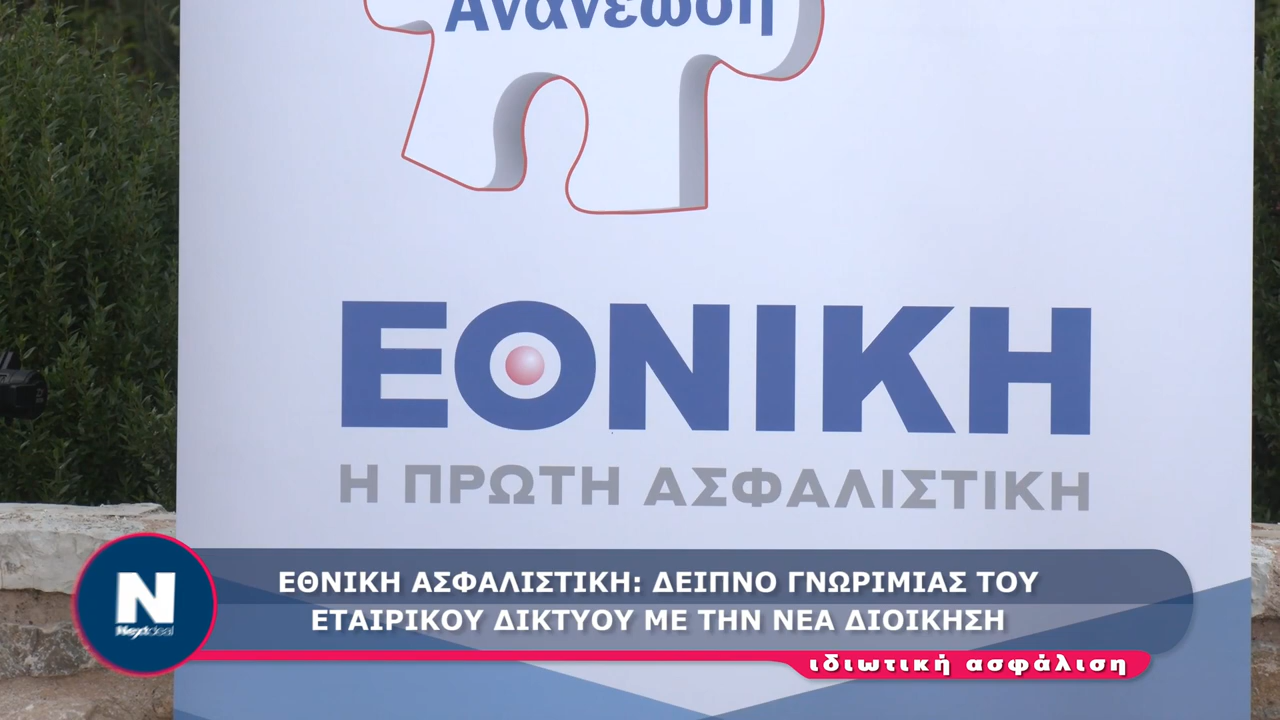 Ανανέωση
ΕΘΝΙΚΗ
Η ΠΡΩΤΗ ΑΣΦΑΛΙΣΤΙΚΗ
ΕΘΝΙΚΗ ΑΣΦΑΛΙΣΤΙΚΗ: ΔΕΙΠΝΟ ΓΝΩΡΙΜΙΑΣ ΤΟΥ
ΕΤΑΙΡΙΚΟΥ ΔΙΚΤΥΟΥ ΜΕ ΤΗΝ ΝΕΑ ΔΙΟΙΚΗΣΗ
N
Nextdeal
ιδιωτική ασφάλιση